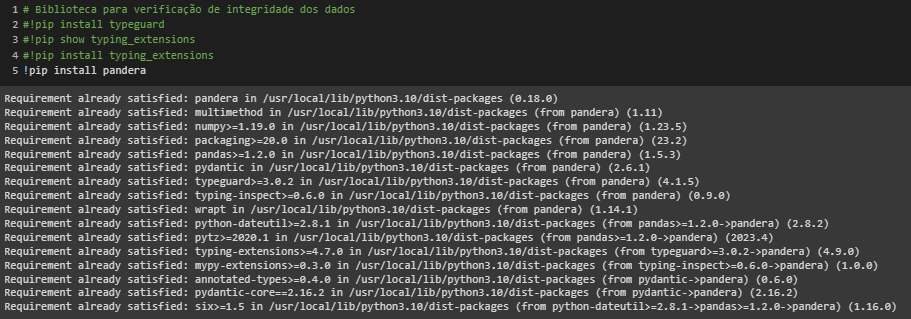 1 # Biblioteca para verificação de integridade dos dados
2 #!pip install typeguard
3 #!pip show typing_extensions
4 #!pip install typing_extensions
5 !pip install pandera
Requirement already satisfied: pandera in /usr/local/lib/python3.10/dist-packages (0.18.0)
Requirement already satisfied: multimethod in /usr/local/lib/python3.10/dist-packages (from pandera) (1.11)
Requirement already satisfied: numpy>=1.19.0 in /usr/local/lib/python3.10/dist-packages (from pandera) (1.23.5)
Requirement already satisfied: packaging>=20.0 in /usr/local/lib/python3.10/dist-packages (from pandera) (23.2)
Requirement already satisfied: pandas>=1.2.0 in /usr/local/lib/python3.10/dist-packages (from pandera) (1.5.3)
Requirement already satisfied: pydantic in /usr/local/lib/python3.10/dist-packages (from pandera) (2.6.1)
Requirement already satisfied: typeguard>=3.0.2 in /usr/local/lib/python3.10/dist-packages (from pandera) (4.1.5)
Requirement already satisfied: typing-inspect>=0.6.0 in /usr/local/lib/python3.10/dist-packages (from pandera) (0.9.0)
Requirement already satisfied: wrapt in /usr/local/lib/python3.10/dist-packages (from pandera) (1.14.1)
Requirement already satisfied: python-dateutil>=2.8.1 in /usr/local/lib/python3.10/dist-packages (from pandas>=1.2.0->pandera) (2.8.2)
Requirement already satisfied: pytz>=2020.1 in /usr/local/lib/python3.10/dist-packages (from pandas>=1.2.0->pandera) (2023.4)
Requirement already satisfied: typing-extensions>=4.7.0 in /usr/local/lib/python3.10/dist-packages (from typeguard>=3.0.2->pandera) (4.9.0)
Requirement already satisfied: mypy-extensions>=0.3.0 in /usr/local/lib/python3.10/dist-packages (from typing-inspect>=0.6.0->pandera) (1.0.0)
Requirement already satisfied: annotated-types>=0.4.0 in /usr/local/lib/python3.10/dist-packages (from pydantic->pandera) (0.6.0)
Requirement already satisfied: pydantic-core==2.16.2 in /usr/local/lib/python3.10/dist-packages (from pydantic->pandera) (2.16.2)
Requirement already satisfied: six>=1.5 in /usr/local/lib/python3.10/dist-packages (from python-dateutil>=2.8.1->pandas>=1.2.0->pandera) (1.16.0)